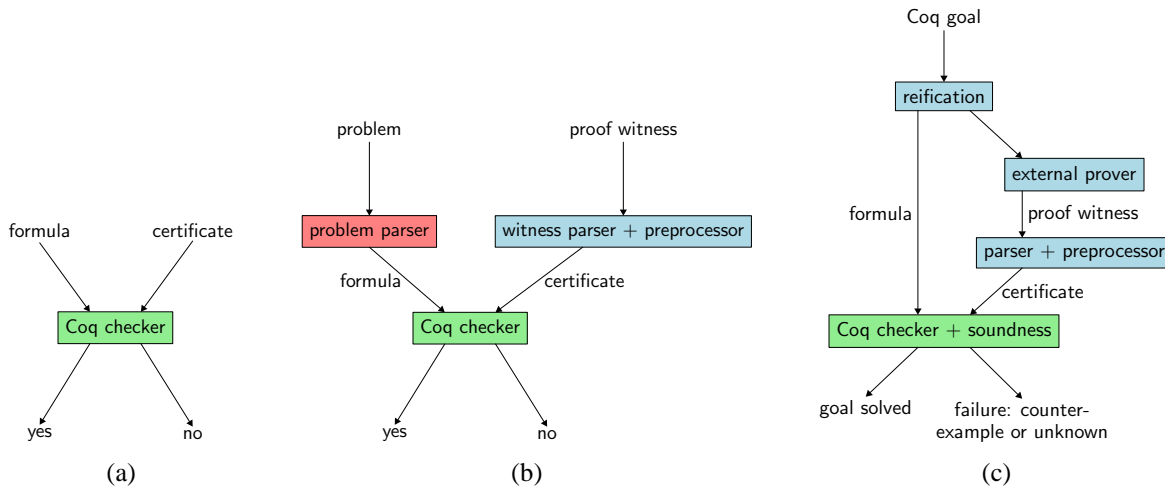 formula
certificate
Coq checker
yes
no
(a)
problem
proof witness
problem parser
witness parser + preprocessor
formula
certificate
Coq checker
yes
no
(b)
Coq goal
reification
external prover
formula
proof witness
parser + preprocessor
certificate
Coq checker + soundness
goal solved
failure: counter-
example or unknown
(c)